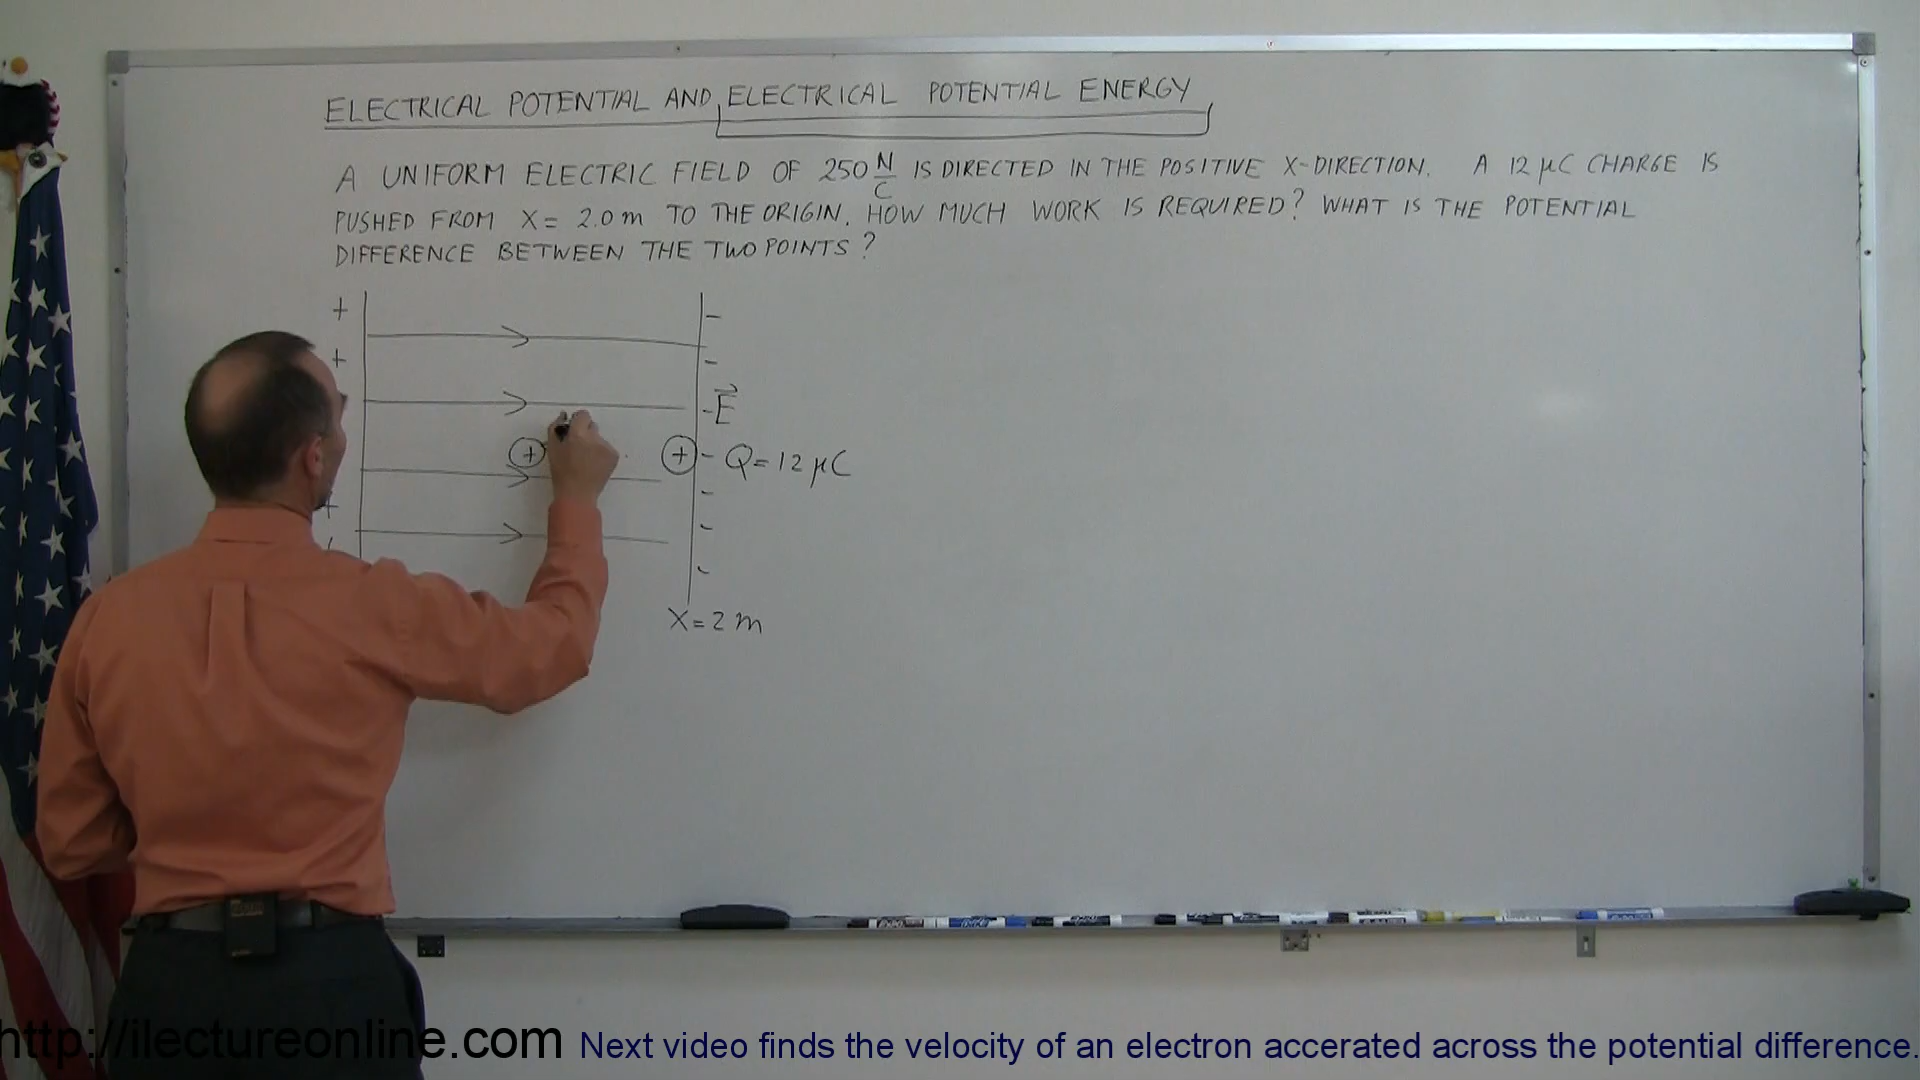 ELECTRICAL POTENTIAL AND ELECTRICAL POTENTIAL ENERGY
A UNIFORM ELECTRIC FIELD OF 250 N/C IS DIRECTED IN THE POSITIVE X-DIRECTION. A 12 μC CHARGE IS
PUSHED FROM X = 2.0 m TO THE ORIGIN. HOW MUCH WORK IS REQUIRED? WHAT IS THE POTENTIAL
DIFFERENCE BETWEEN THE TWO POINTS?
+ -
+ -
- E⃗
+ + - Q = 12 μC
-
+ -
-
X = 2 m
http://ilectureonline.com Next video finds the velocity of an electron accerated across the potential difference.